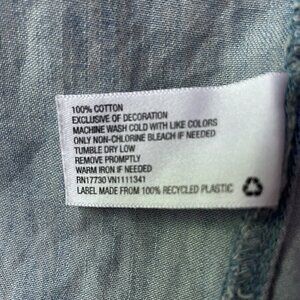 100% COTTON
EXCLUSIVE OF DECORATION
MACHINE WASH COLD WITH LIKE COLORS
ONLY NON-CHLORINE BLEACH IF NEEDED
TUMBLE DRY LOW
REMOVE PROMPTLY
WARM IRON IF NEEDED
RN17730 VN1111341
LABEL MADE FROM 100% RECYCLED PLASTIC